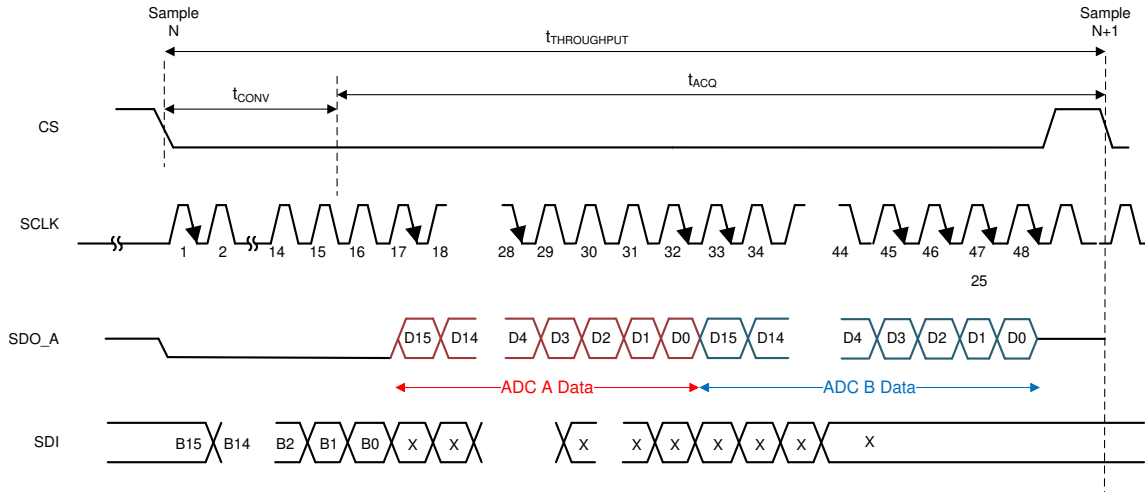 Sample N
Sample N+1
tTHROUGHPUT
tCONV
tACQ
CS
SCLK
1 2 14 15 16 17 18 28 29 30 31 32 33 34 44 45 46 47 48
25
SDO_A
D15 D14 D4 D3 D2 D1 D0 D15 D14 D4 D3 D2 D1 D0
ADC A Data
ADC B Data
SDI
B15 B14 B2 B1 B0 X X X X X X X X X